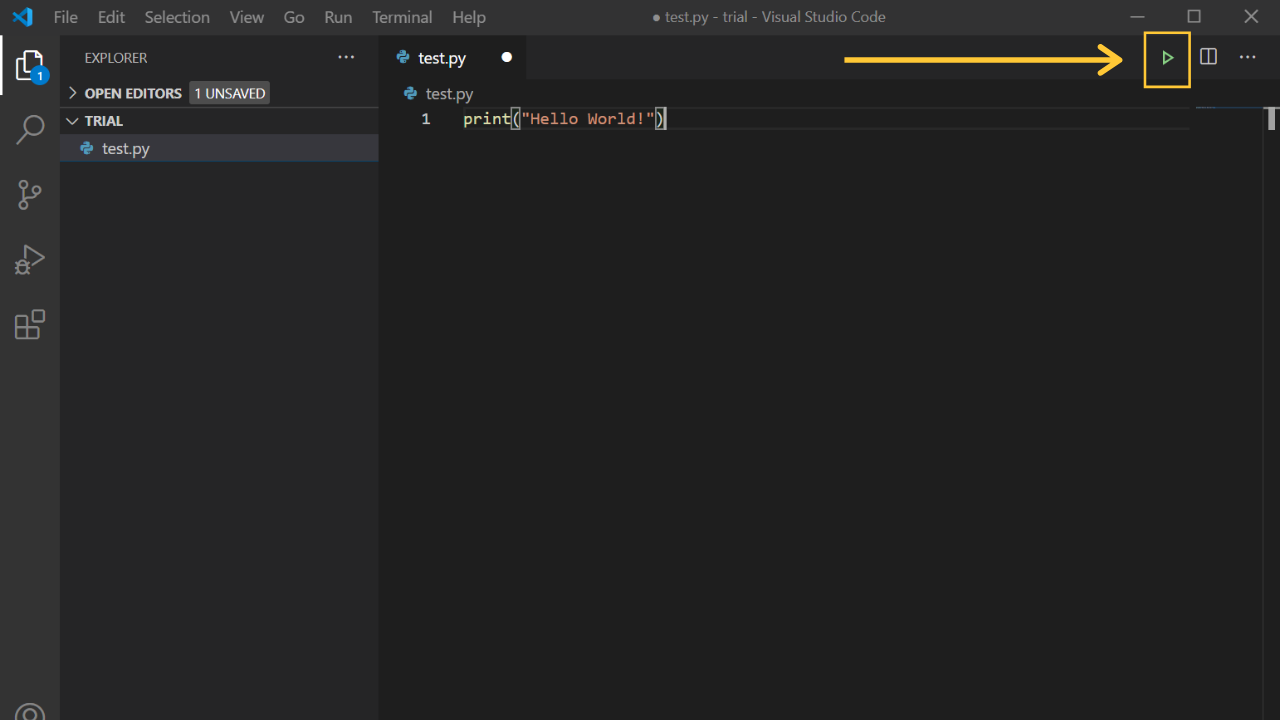 File Edit Selection View Go Run Terminal Help ● test.py - trial - Visual Studio Code
EXPLORER
test.py
1
OPEN EDITORS 1 UNSAVED
test.py
TRIAL
1 print("Hello World!")
test.py